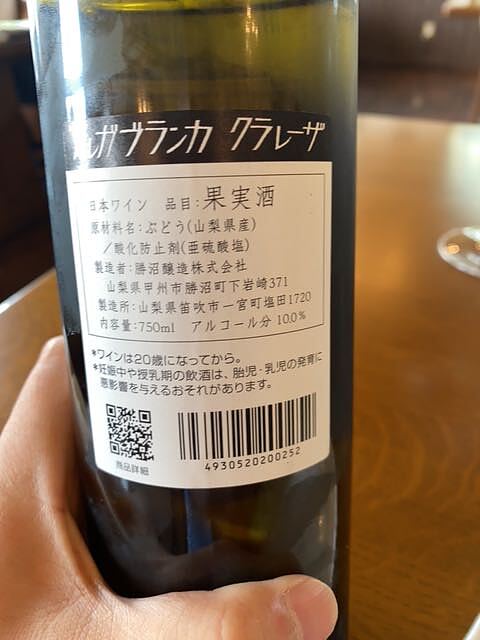 ルガブランカ クラレーザ
日本ワイン 品目:果実酒
原材料名:ぶどう(山梨県産)
/酸化防止剤(亜硫酸塩)
製造者:勝沼醸造株式会社
山梨県甲州市勝沼町下岩崎371
製造所:山梨県笛吹市一宮町塩田1720
内容量:750ml アルコール分 10.0%
*ワインは20歳になってから。
*妊娠中や授乳期の飲酒は、胎児・乳児の発育に
悪影響を与えるおそれがあります。
商品詳細
4930520200252